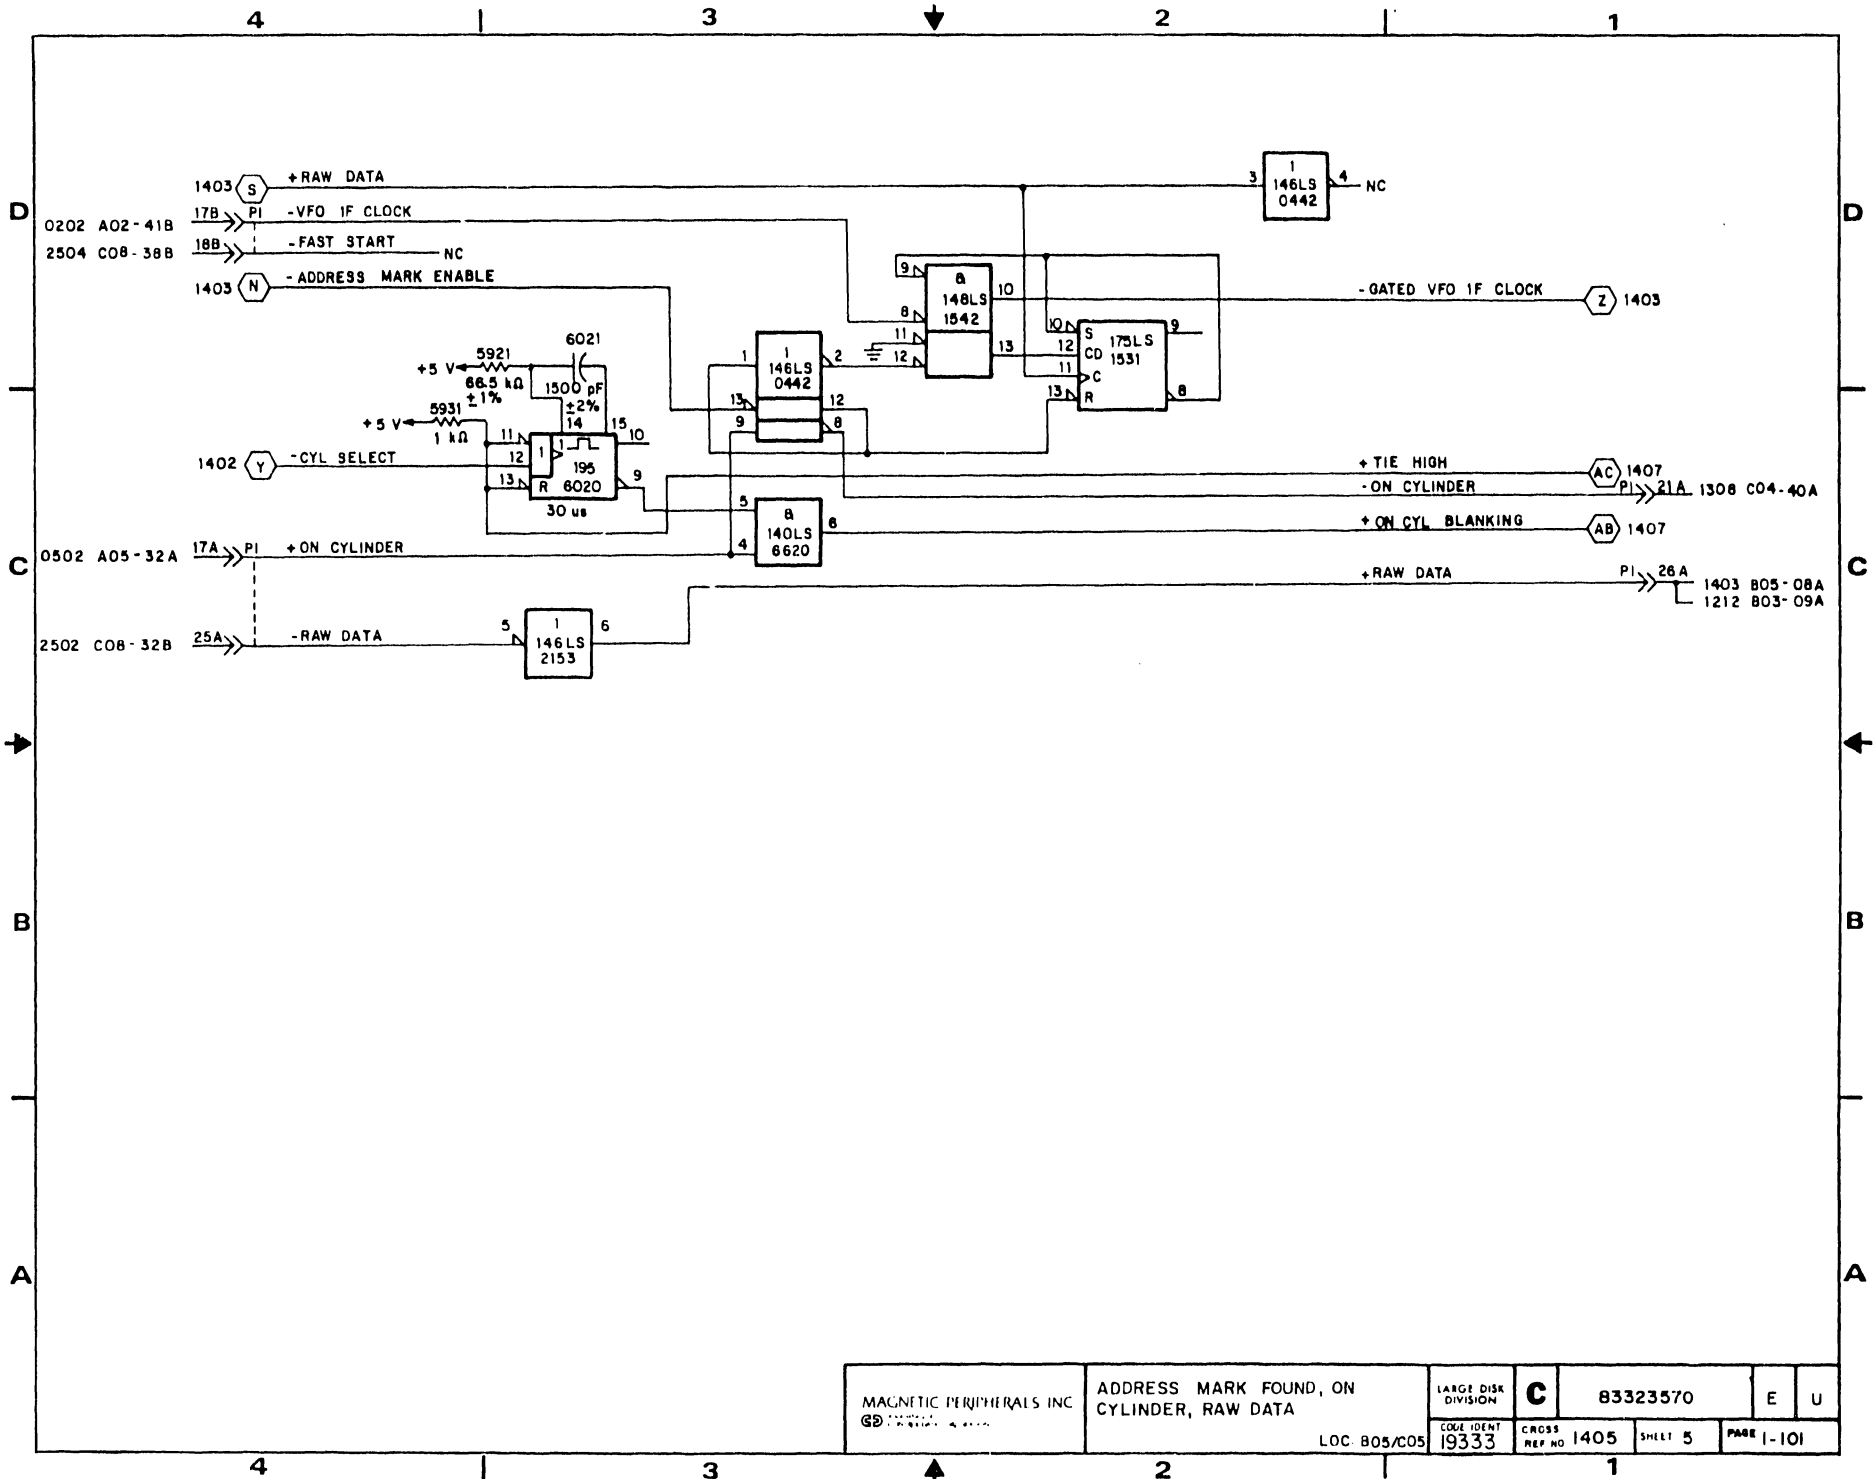 4 3 2 1
D D
1403 S +RAW DATA
3 1 146LS 0442 4 NC
0202 A02-41B 17B P1 -VFO 1F CLOCK
2504 C08-38B 18B -FAST START NC
1403 N -ADDRESS MARK ENABLE
9 & 148LS 1542 10
8
11
12 13
-GATED VFO 1F CLOCK Z 1403
10 S 175LS 1531 9
12 CD
11 C
13 R 8
1 1 146LS 0442 2
13 12
9 8
+5 V 5921 66.5 kΩ ±1%
6021 1500 pF ±2%
+5 V 5931 1 kΩ
14 15
11 1 1 10
12 195
13 R 6020 9
30 us
1402 Y -CYL SELECT
+TIE HIGH AC 1407
-ON CYLINDER P1 21A 1308 C04-40A
5 & 6
140LS
4 6620
+ON CYL BLANKING AB 1407
C C
0502 A05-32A 17A P1 +ON CYLINDER
+RAW DATA P1 26A 1403 B05-08A
1212 B03-09A
2502 C08-32B 25A -RAW DATA
5 1 6
146LS
2153
B B
A A
MAGNETIC PERIPHERALS INC
ADDRESS MARK FOUND, ON
CYLINDER, RAW DATA
LOC B05/C05
LARGE DISK
DIVISION
C 83323570 E U
CODE IDENT
19333
CROSS
REF NO 1405
SHEET 5
PAGE 1-101
4 3 2 1